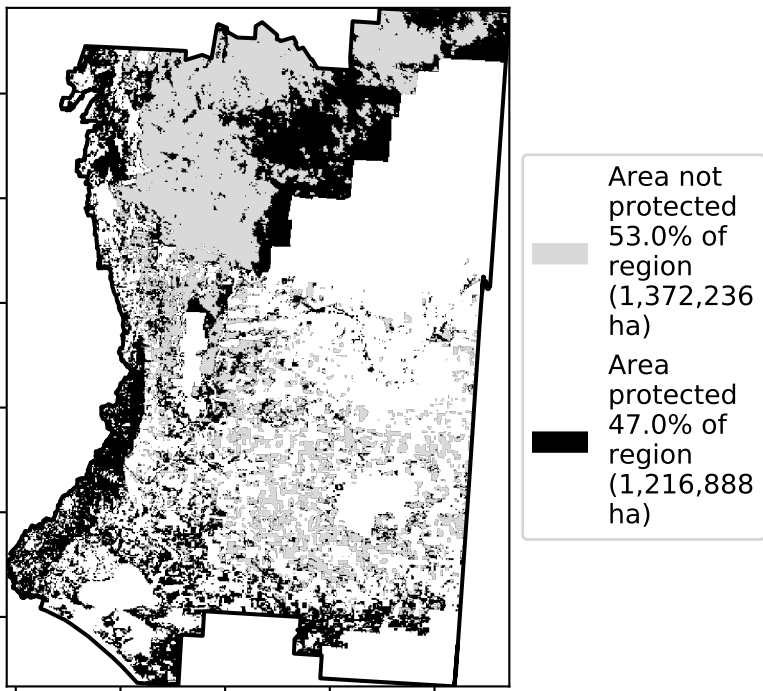 Area not
protected
53.0% of
region
(1,372,236
ha)
Area
protected
47.0% of
region
(1,216,888
ha)